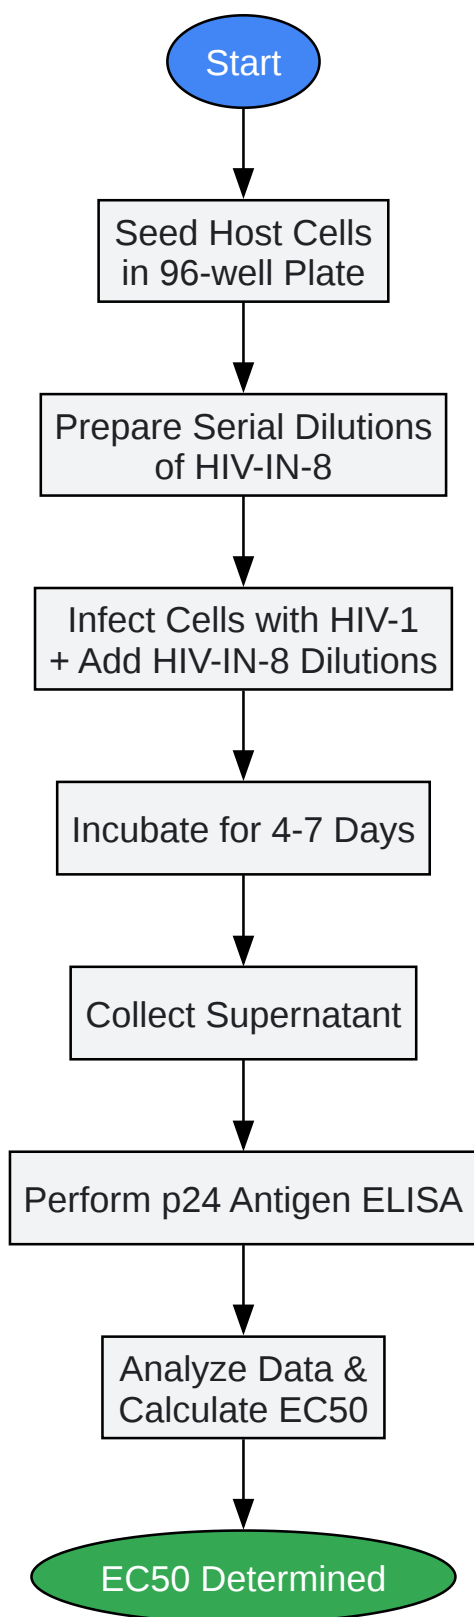 Start
Seed Host Cells
in 96-well Plate
Prepare Serial Dilutions
of HIV-IN-8
Infect Cells with HIV-1
+ Add HIV-IN-8 Dilutions
Incubate for 4-7 Days
Collect Supernatant
Perform p24 Antigen ELISA
Analyze Data &
Calculate EC50
EC50 Determined